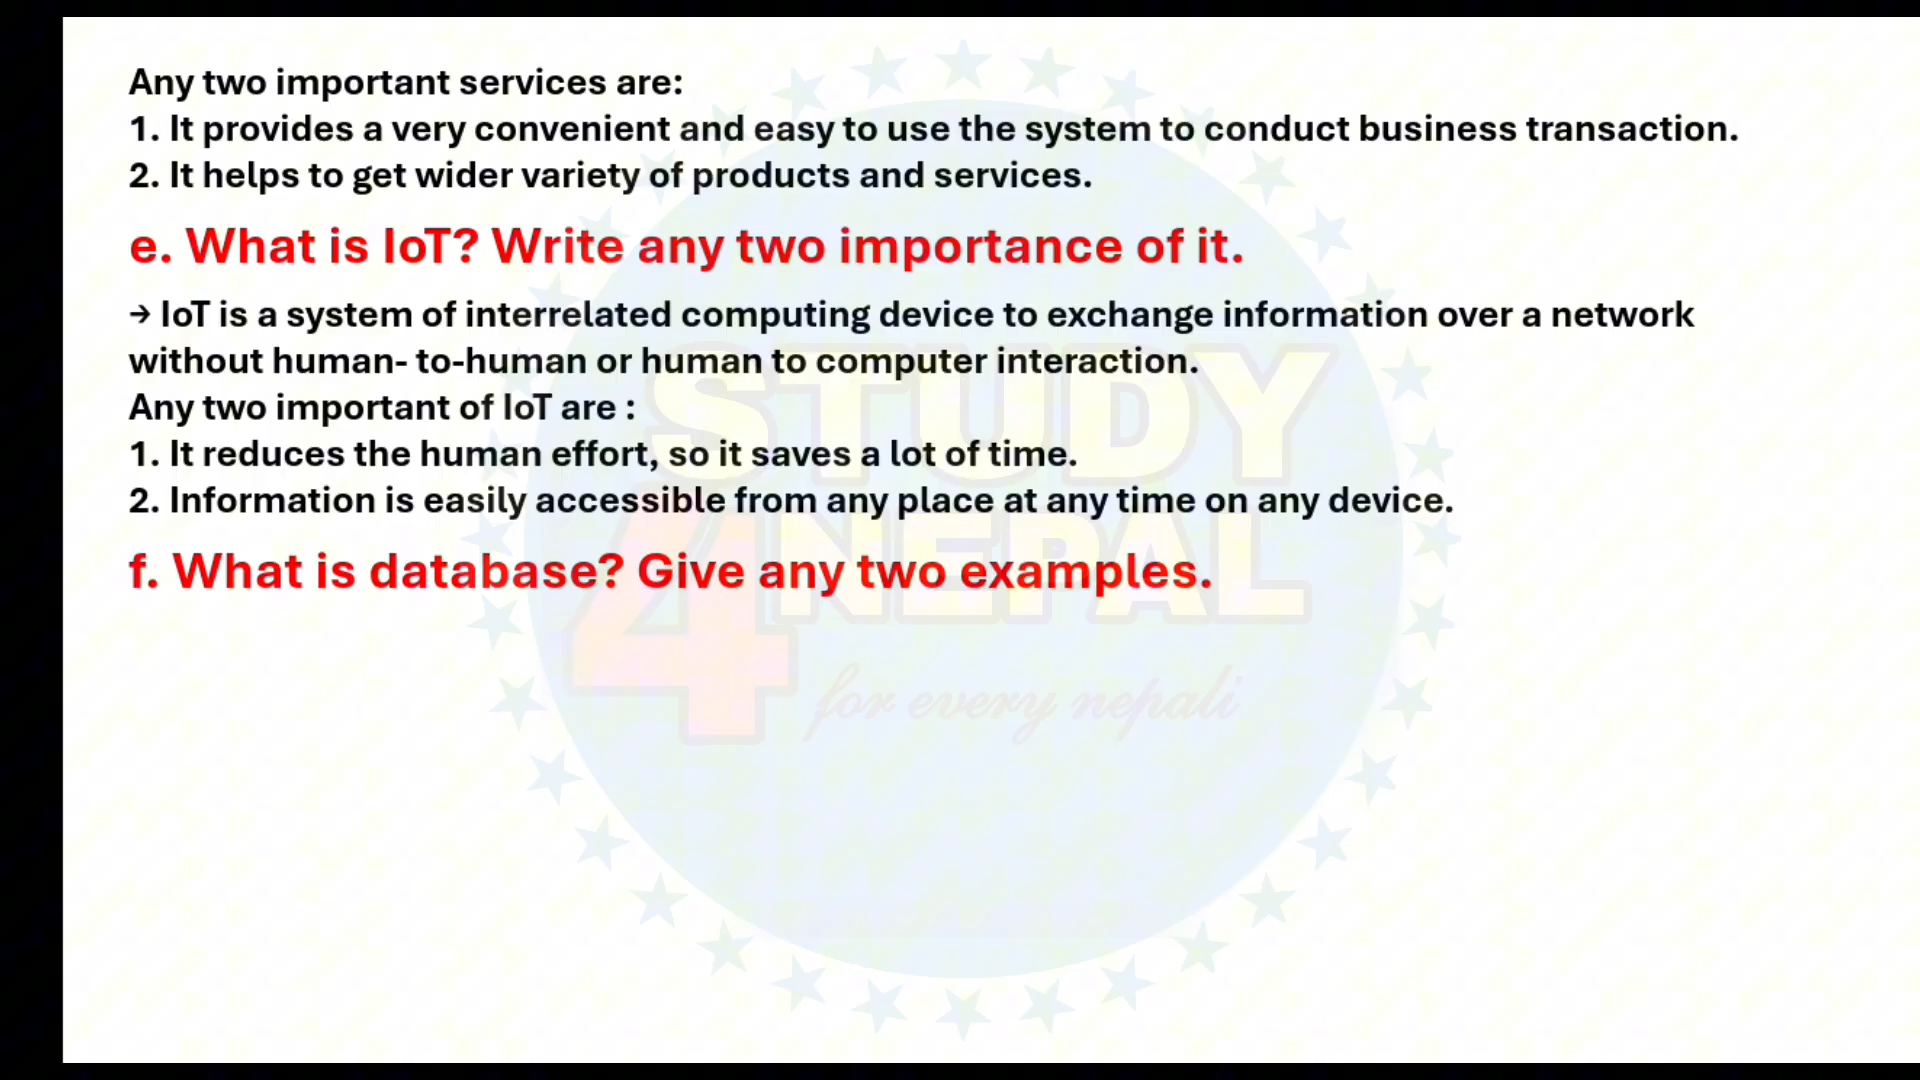 Any two important services are:
1. It provides a very convenient and easy to use the system to conduct business transaction.
2. It helps to get wider variety of products and services.
e. What is IoT? Write any two importance of it.
→ IoT is a system of interrelated computing device to exchange information over a network
without human- to-human or human to computer interaction.
Any two important of IoT are :
1. It reduces the human effort, so it saves a lot of time.
2. Information is easily accessible from any place at any time on any device.
f. What is database? Give any two examples.
STUDY
4 NEPAL
for every nepali